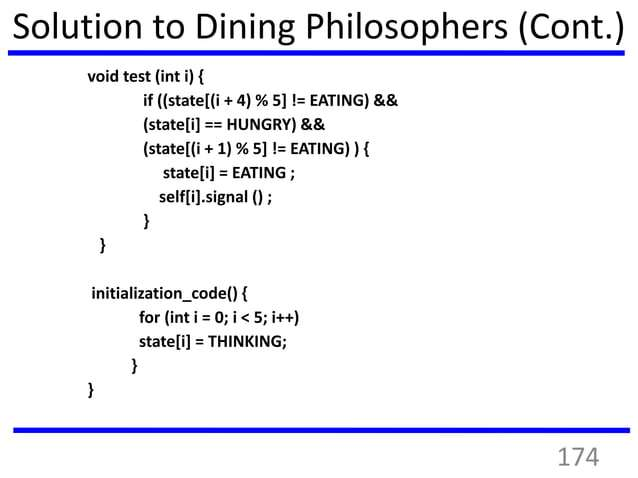 Solution to Dining Philosophers (Cont.)
void test (int i) {
if ((state[(i + 4) % 5] != EATING) &&
(state[i] == HUNGRY) &&
(state[(i + 1) % 5] != EATING) ) {
state[i] = EATING ;
self[i].signal () ;
}
}
initialization_code() {
for (int i = 0; i < 5; i++)
state[i] = THINKING;
}
}
174